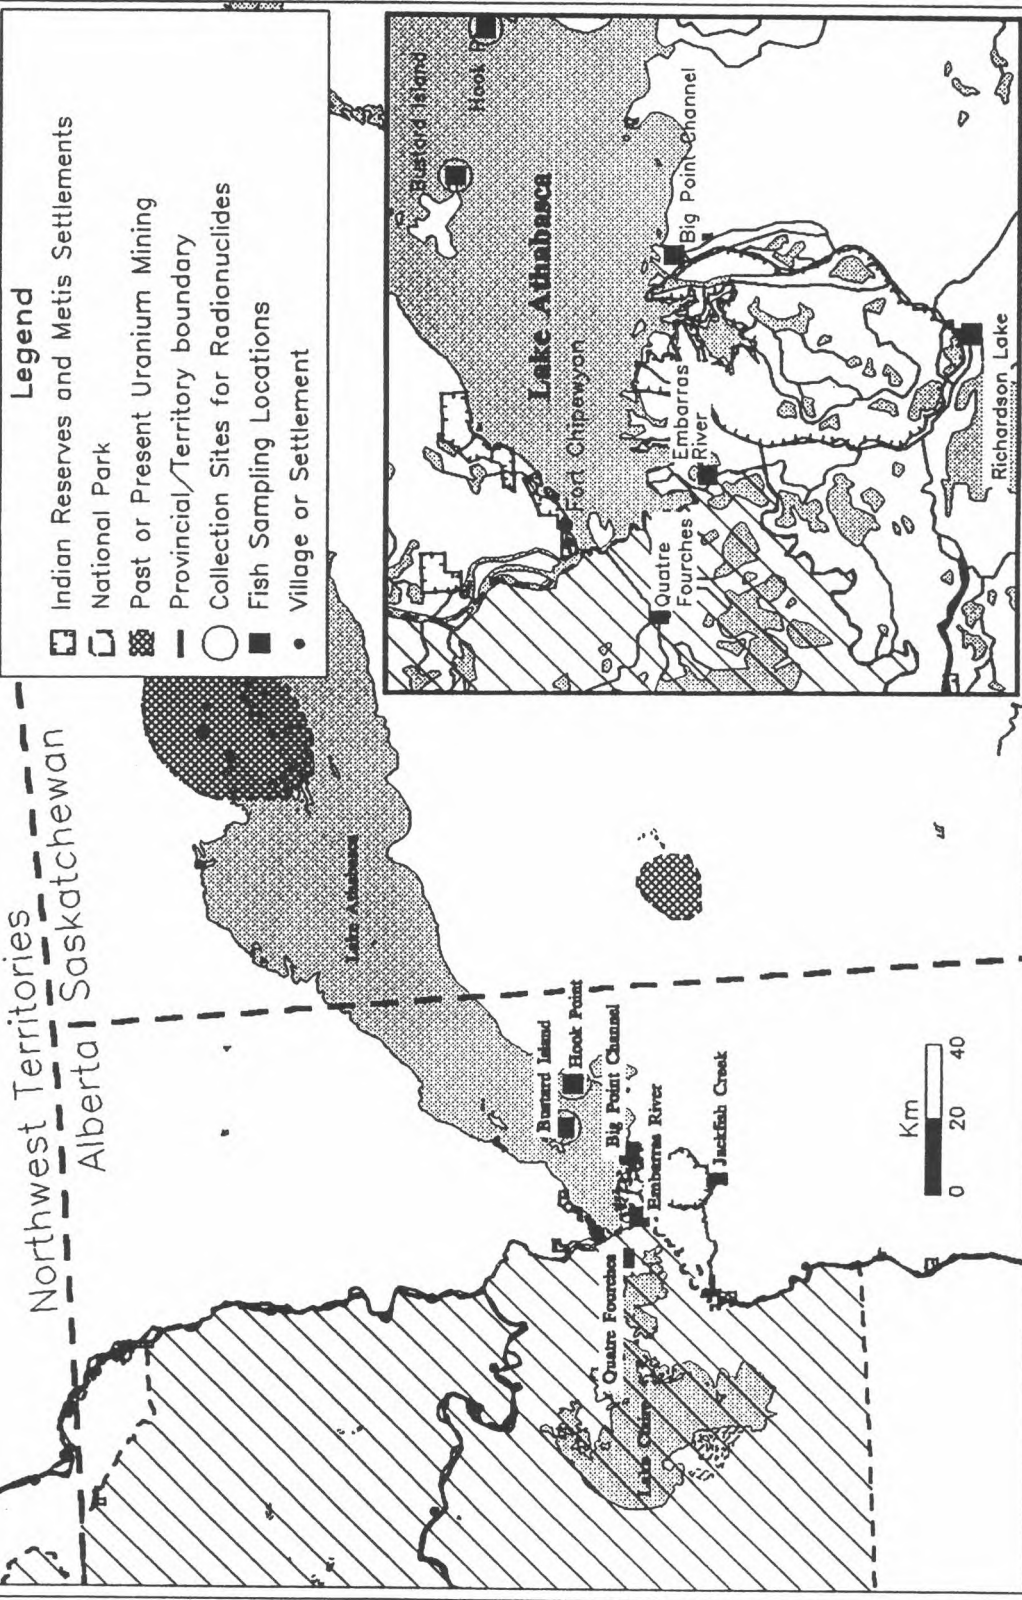 Legend
Indian Reserves and Metis Settlements
National Park
Past or Present Uranium Mining
Provincial/Territory boundary
Collection Sites for Radionuclides
Fish Sampling Locations
Village or Settlement
Northwest Territories
Alberta
Saskatchewan
Lake Athabasca
Bustard Island
Hook Point
Big Point Channel
Embarras River
Jackfish Creek
Quatre Fourches
Lake Claire
Km
0 20 40
Bustard Island
Hook P
Lake Athabasca
Fort Chipewyan
Big Point Channel
Embarras
River
Quatre
Fourches
Richardson Lake